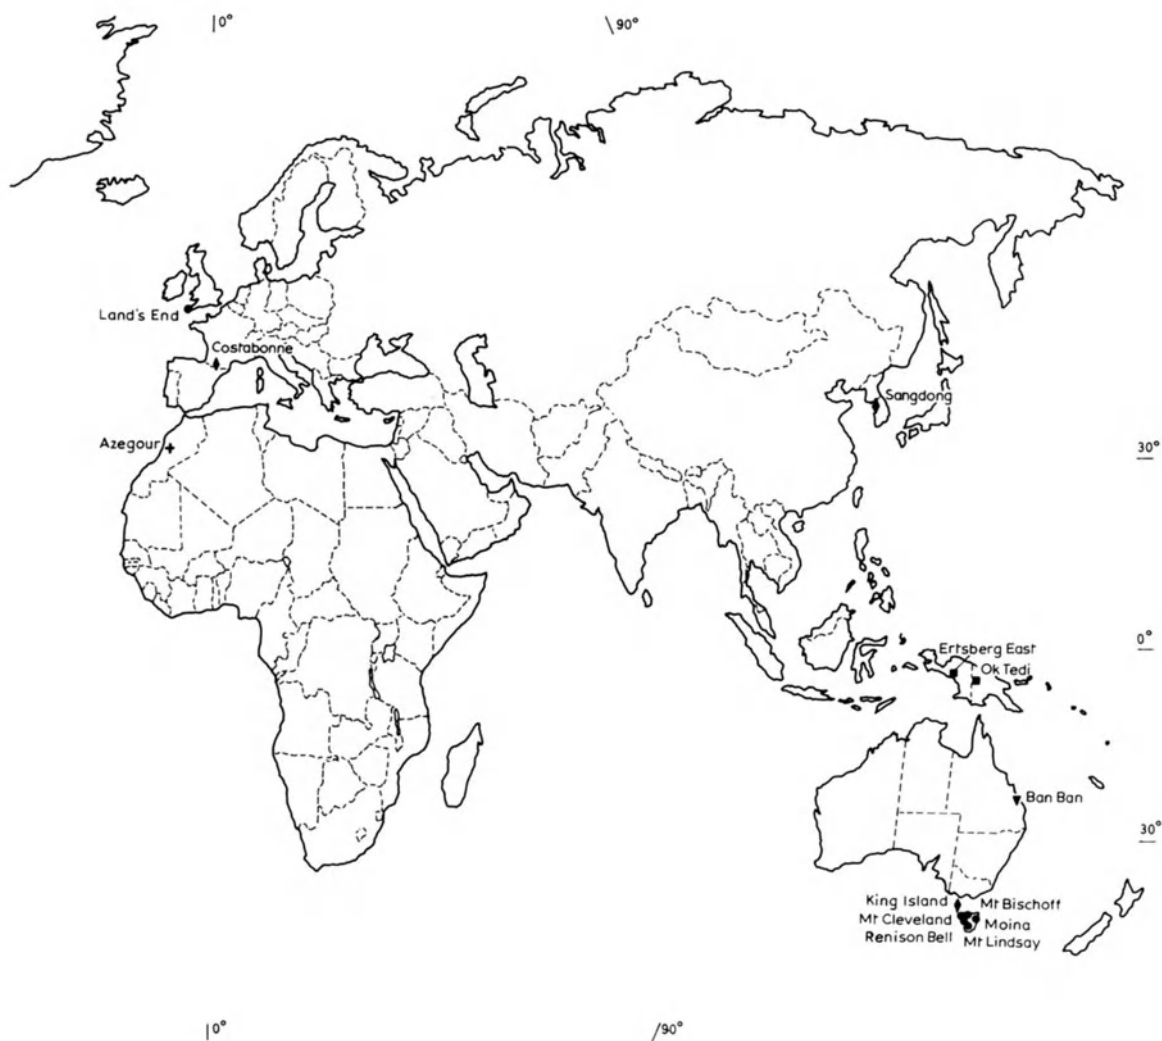 0°
90°
Land's End
Costabonne
Sangdong
Azegour
30°
0°
Ertsberg East
Ok Tedi
Ban Ban
30°
King Island
Mt Bischoff
Mt Cleveland
Moina
Renison Bell
Mt Lindsay
0°
90°